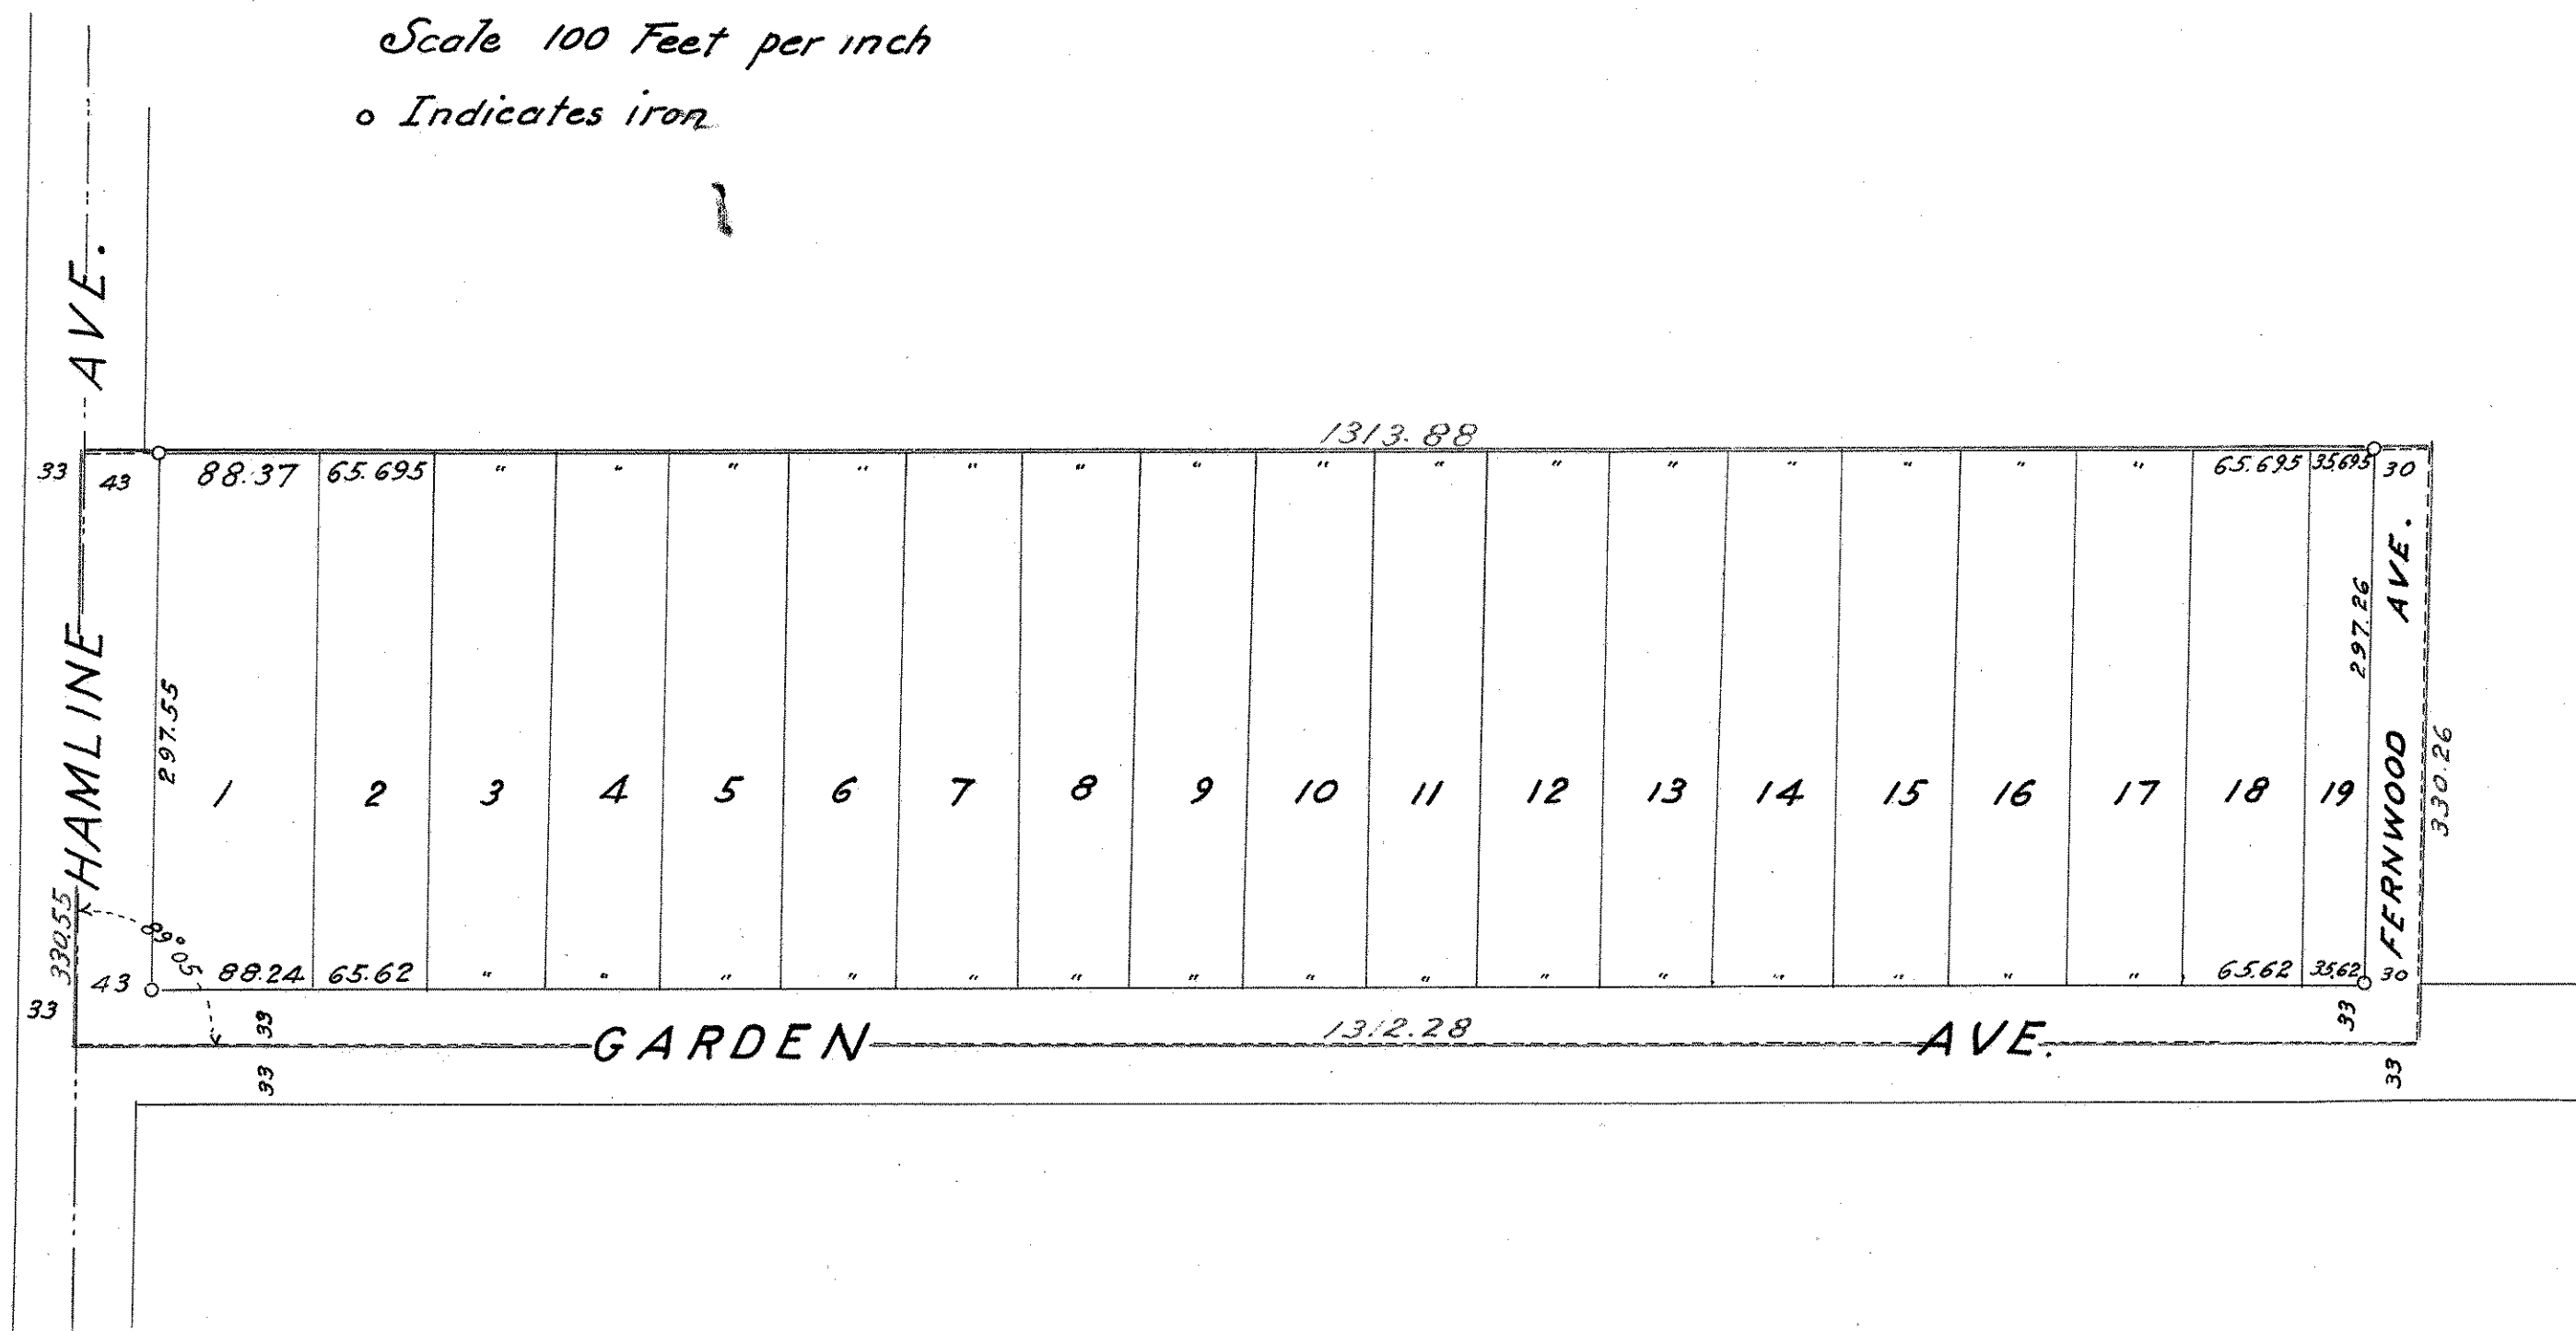 Scale 100 Feet per inch
o Indicates iron
HAMLINE AVE.
1313.88
33
43 88.37 65.695 " " " " " " " " " " " " " " " 65.695 35.695 30
297.55
297.26
FERNWOOD AVE.
330.26
1 2 3 4 5 6 7 8 9 10 11 12 13 14 15 16 17 18 19
330.55
89°05'
43 88.24 65.62 " " " " " " " " " " " " " " " 65.62 35.62 30
33
33
33
GARDEN AVE.
1312.28
33
33